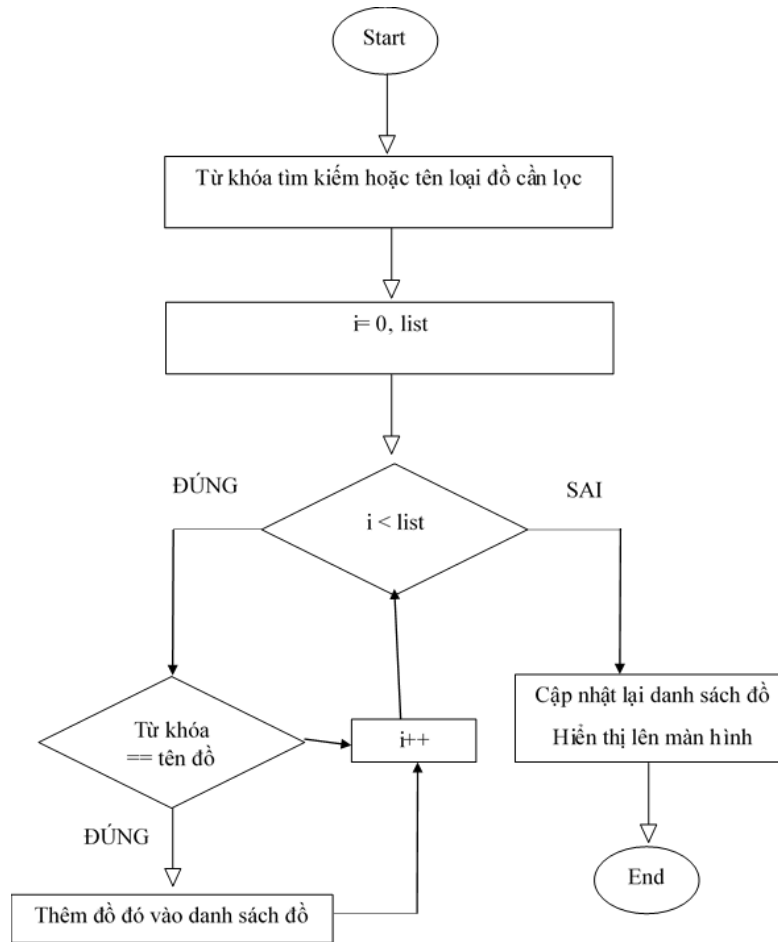 Start
Từ khóa tìm kiếm hoặc tên loại đồ cần lọc
i= 0, list
ĐÚNG
SAI
i < list
Từ khóa
== tên đồ
i++
Cập nhật lại danh sách đồ
Hiển thị lên màn hình
ĐÚNG
End
Thêm đồ đó vào danh sách đồ